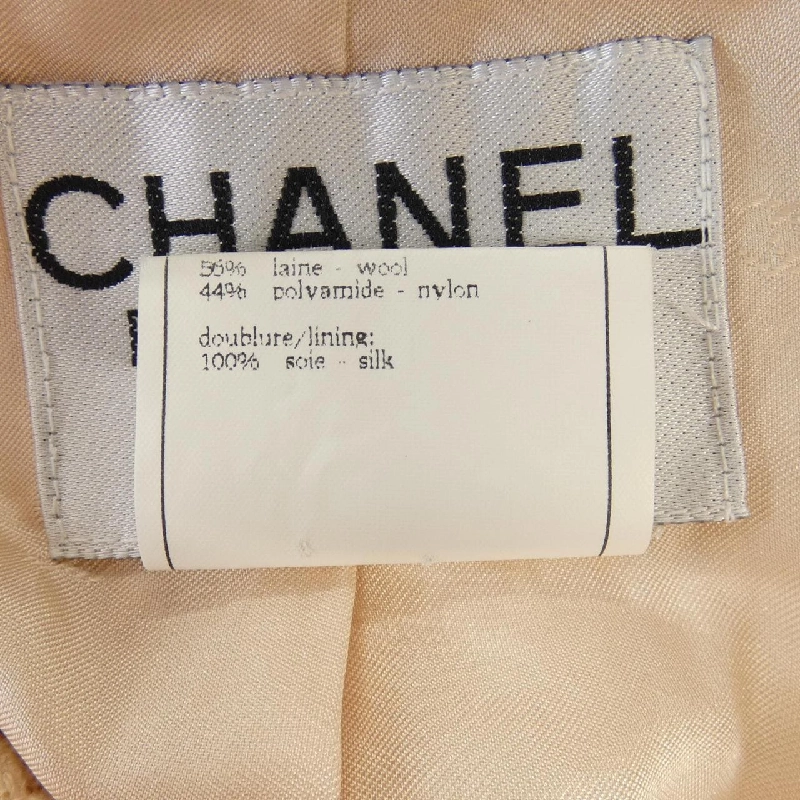 CHANEL
56% laine - wool
44% polyamide - nylon
doublure/lining:
100% soie - silk